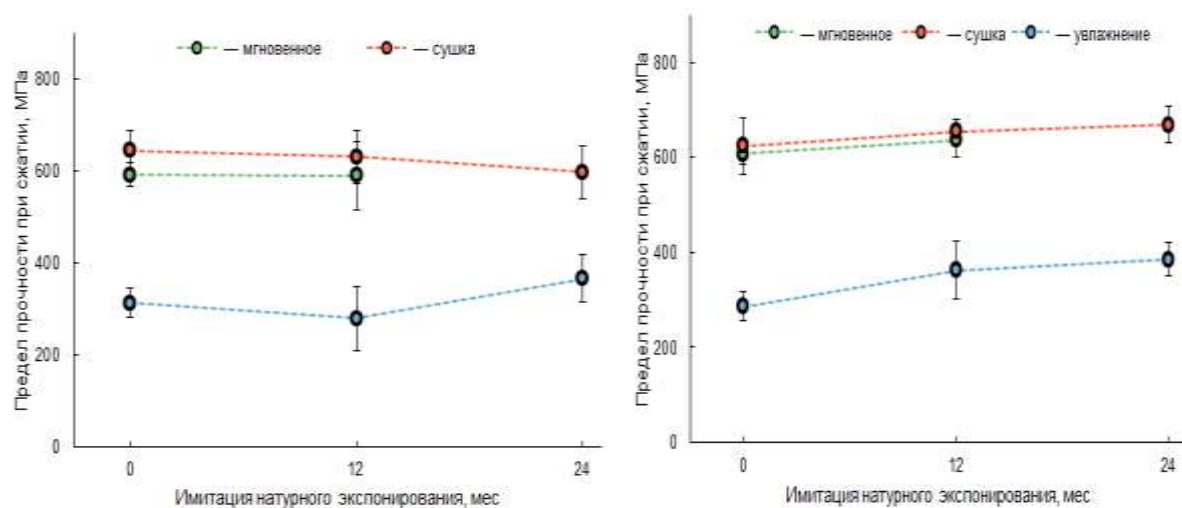 — мгновенное — сушка
Предел прочности при сжатии, МПа
800
600
400
200
0
0 12 24
Имитация натурного экспонирования, мес
— мгновенное — сушка — увлажнение
Предел прочности при сжатии, МПа
800
600
400
200
0
0 12 24
Имитация натурного экспонирования, мес